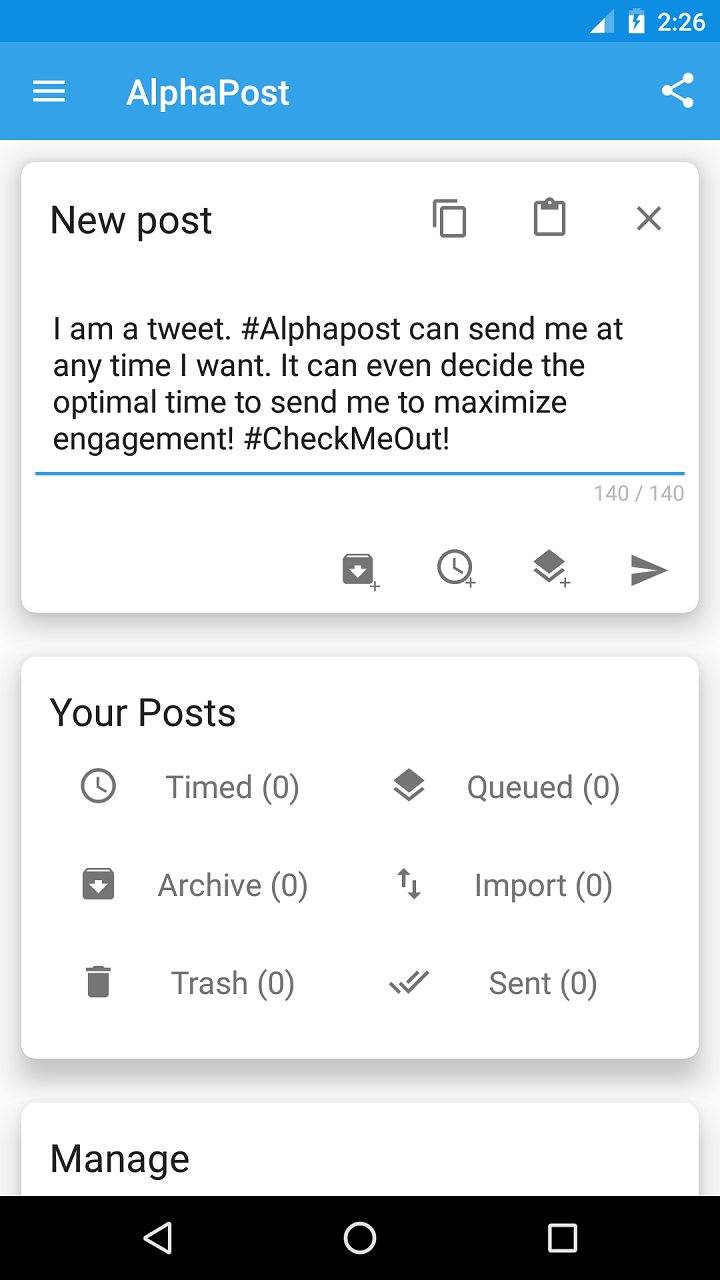 2:26
AlphaPost
New post
I am a tweet. #Alphapost can send me at
any time I want. It can even decide the
optimal time to send me to maximize
engagement! #CheckMeOut!
140 / 140
Your Posts
Timed (0) Queued (0)
Archive (0) Import (0)
Trash (0) Sent (0)
Manage